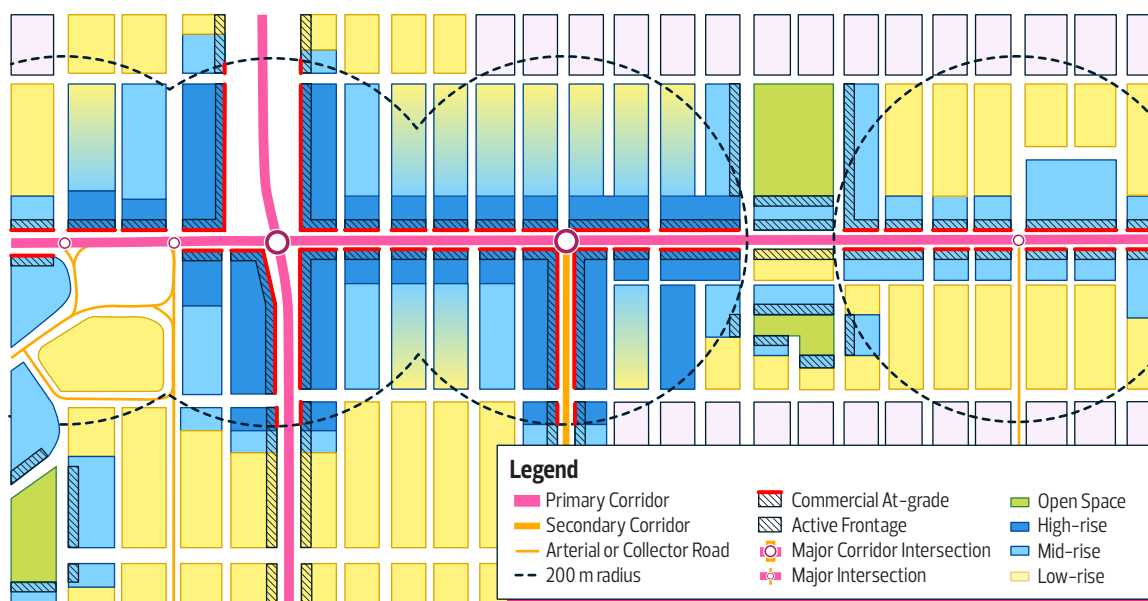 Legend
Primary Corridor
Secondary Corridor
Arterial or Collector Road
200 m radius
Commercial At-grade
Active Frontage
Major Corridor Intersection
Major Intersection
Open Space
High-rise
Mid-rise
Low-rise